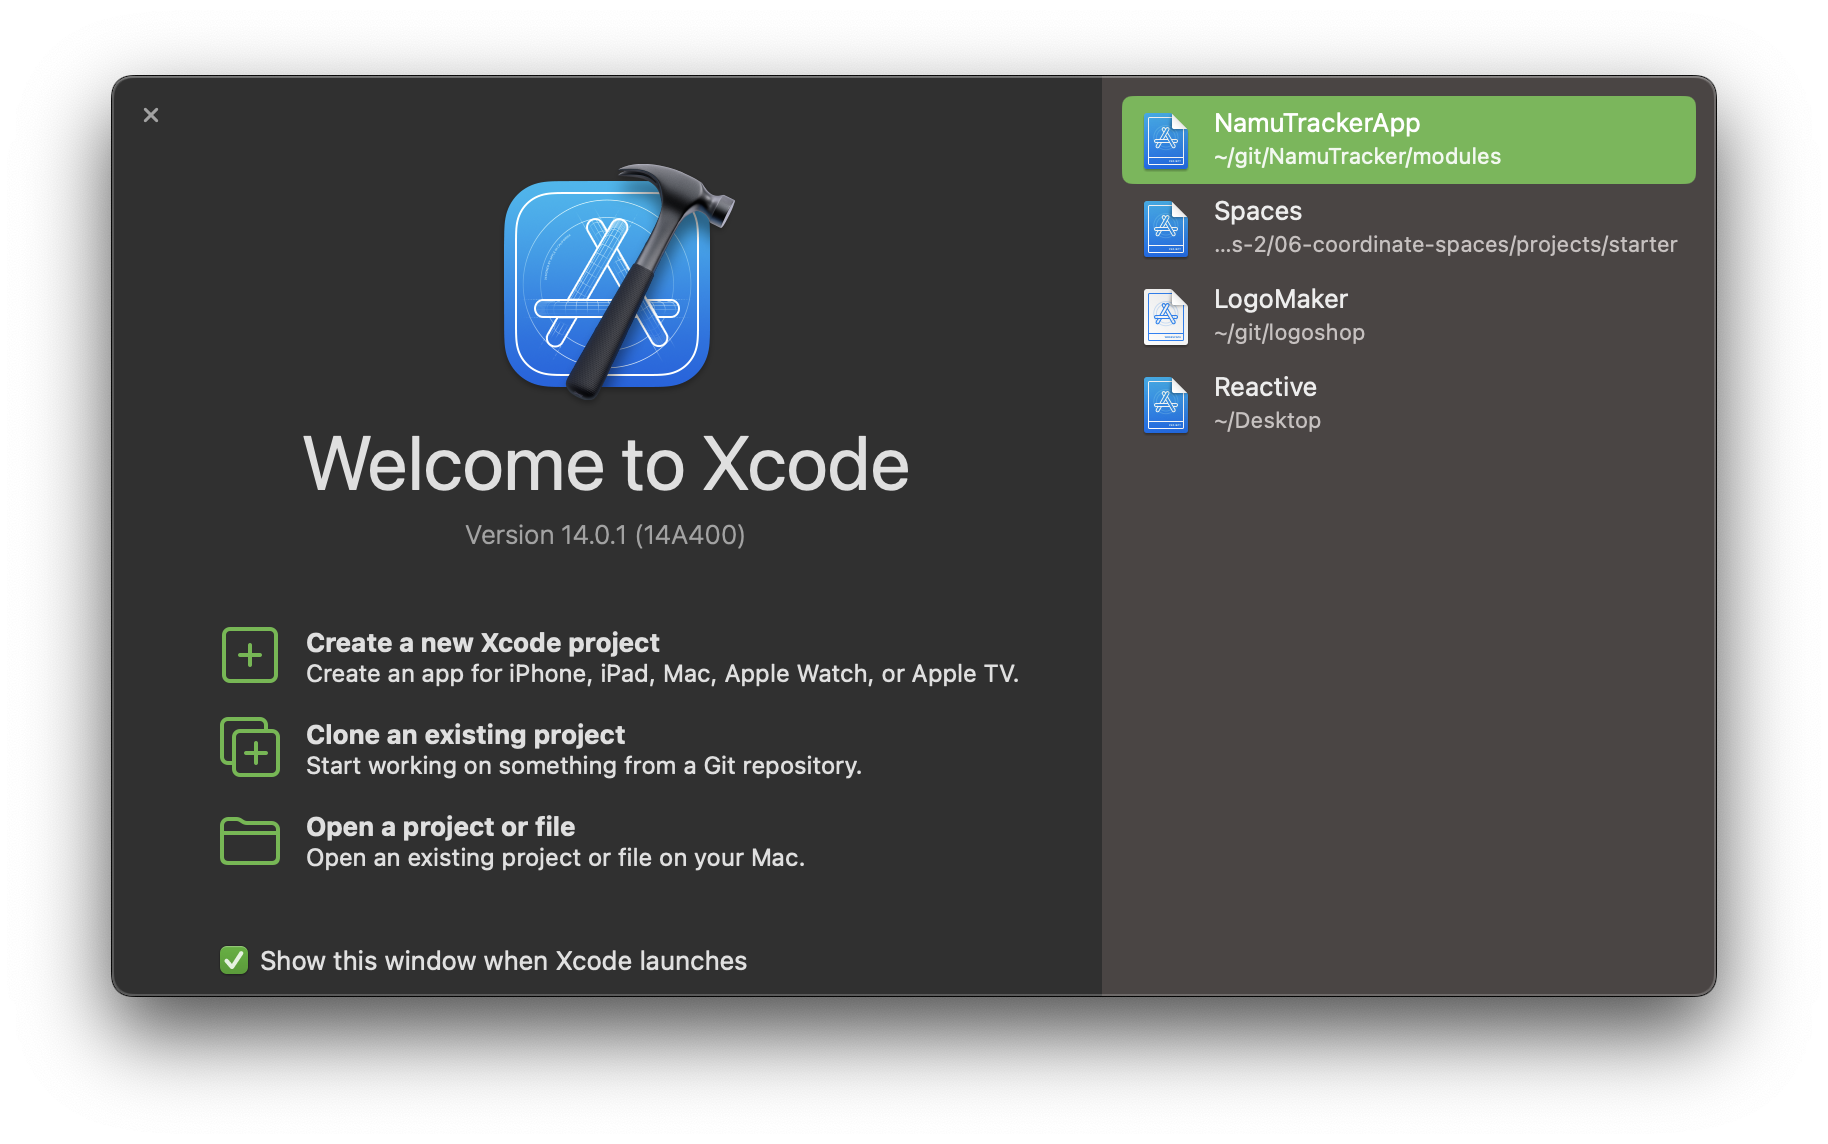 Welcome to Xcode
Version 14.0.1 (14A400)
Create a new Xcode project
Create an app for iPhone, iPad, Mac, Apple Watch, or Apple TV.
Clone an existing project
Start working on something from a Git repository.
Open a project or file
Open an existing project or file on your Mac.
Show this window when Xcode launches
NamuTrackerApp
~/git/NamuTracker/modules
Spaces
...s-2/06-coordinate-spaces/projects/starter
LogoMaker
~/git/logoshop
Reactive
~/Desktop